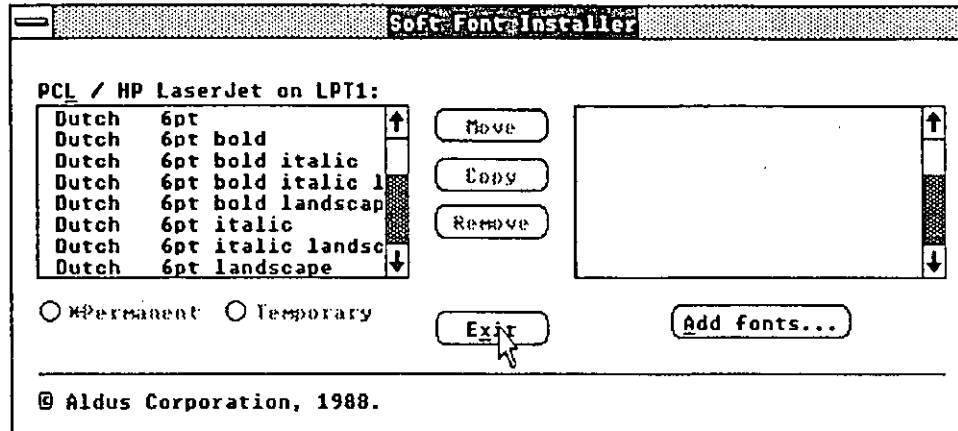 Soft Font Installer
PCL / HP LaserJet on LPT1:
Dutch 6pt
Dutch 6pt bold
Dutch 6pt bold italic
Dutch 6pt bold italic l
Dutch 6pt bold landscap
Dutch 6pt italic
Dutch 6pt italic landsc
Dutch 6pt landscape
Move
Copy
Remove
*Permanent
Temporary
Exit
Add fonts...
© Aldus Corporation, 1988.